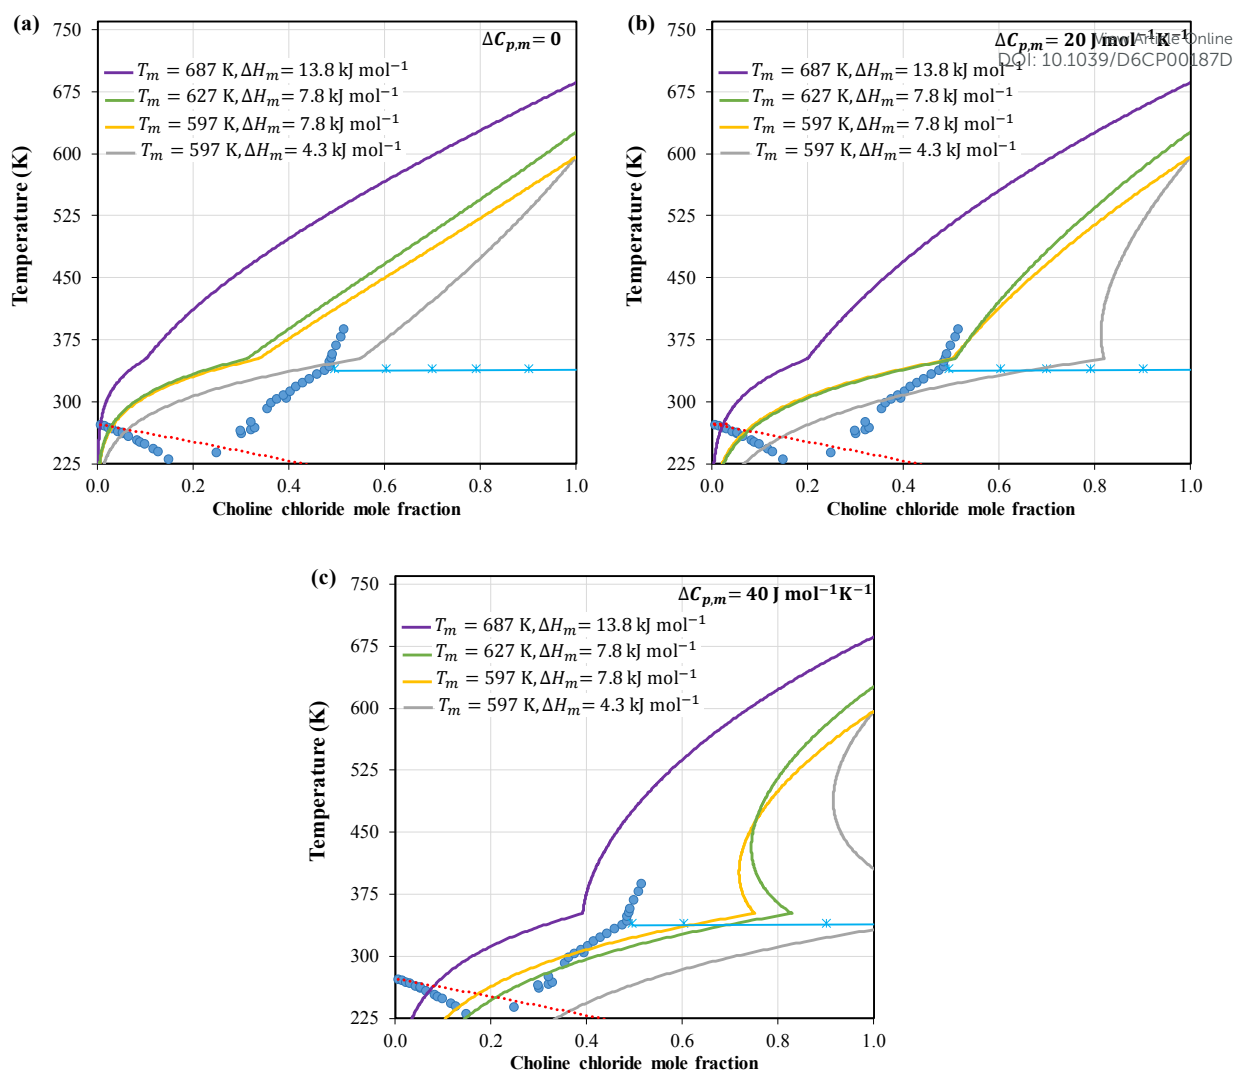 (a)
ΔC_{p,m} = 0
T_m = 687 K, ΔH_m = 13.8 kJ mol⁻¹
T_m = 627 K, ΔH_m = 7.8 kJ mol⁻¹
T_m = 597 K, ΔH_m = 7.8 kJ mol⁻¹
T_m = 597 K, ΔH_m = 4.3 kJ mol⁻¹
750
675
600
525
450
375
300
225
Temperature (K)
0.0 0.2 0.4 0.6 0.8 1.0
Choline chloride mole fraction
(b)
ΔC_{p,m} = 20 J mol⁻¹K⁻¹
View Article Online
DOI: 10.1039/D6CP00187D
T_m = 687 K, ΔH_m = 13.8 kJ mol⁻¹
T_m = 627 K, ΔH_m = 7.8 kJ mol⁻¹
T_m = 597 K, ΔH_m = 7.8 kJ mol⁻¹
T_m = 597 K, ΔH_m = 4.3 kJ mol⁻¹
750
675
600
525
450
375
300
225
Temperature (K)
0.0 0.2 0.4 0.6 0.8 1.0
Choline chloride mole fraction
(c)
ΔC_{p,m} = 40 J mol⁻¹K⁻¹
T_m = 687 K, ΔH_m = 13.8 kJ mol⁻¹
T_m = 627 K, ΔH_m = 7.8 kJ mol⁻¹
T_m = 597 K, ΔH_m = 7.8 kJ mol⁻¹
T_m = 597 K, ΔH_m = 4.3 kJ mol⁻¹
750
675
600
525
450
375
300
225
Temperature (K)
0.0 0.2 0.4 0.6 0.8 1.0
Choline chloride mole fraction